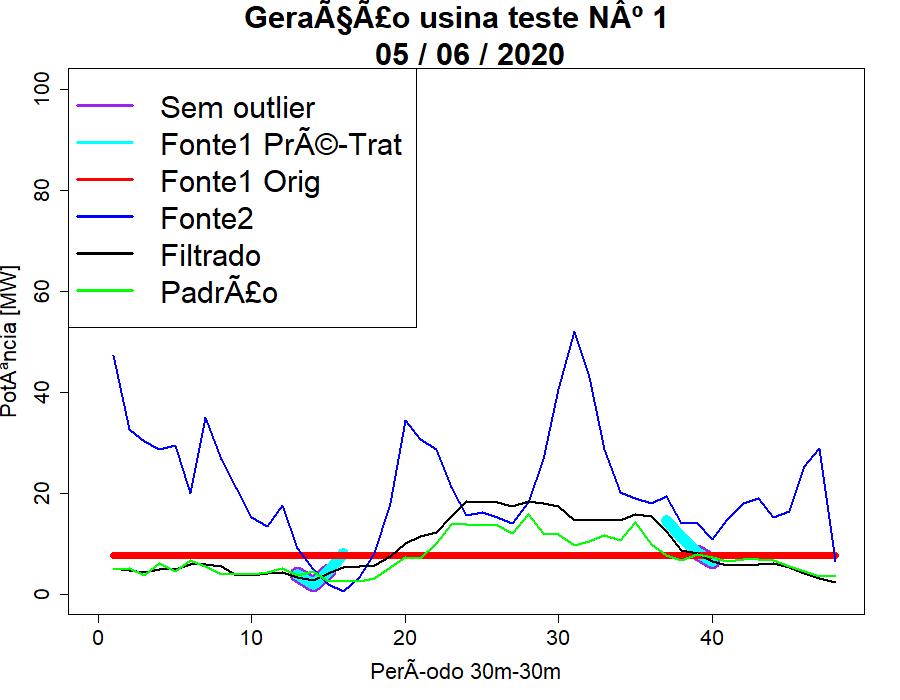 GeraÃ§Ã£o usina teste NÂº 1
05 / 06 / 2020
Sem outlier
Fonte1 PrÃ©-Trat
Fonte1 Orig
Fonte2
Filtrado
PadrÃ£o
PotÃªncia [MW]
100
80
60
40
20
0
0 10 20 30 40
PerÃ-odo 30m-30m